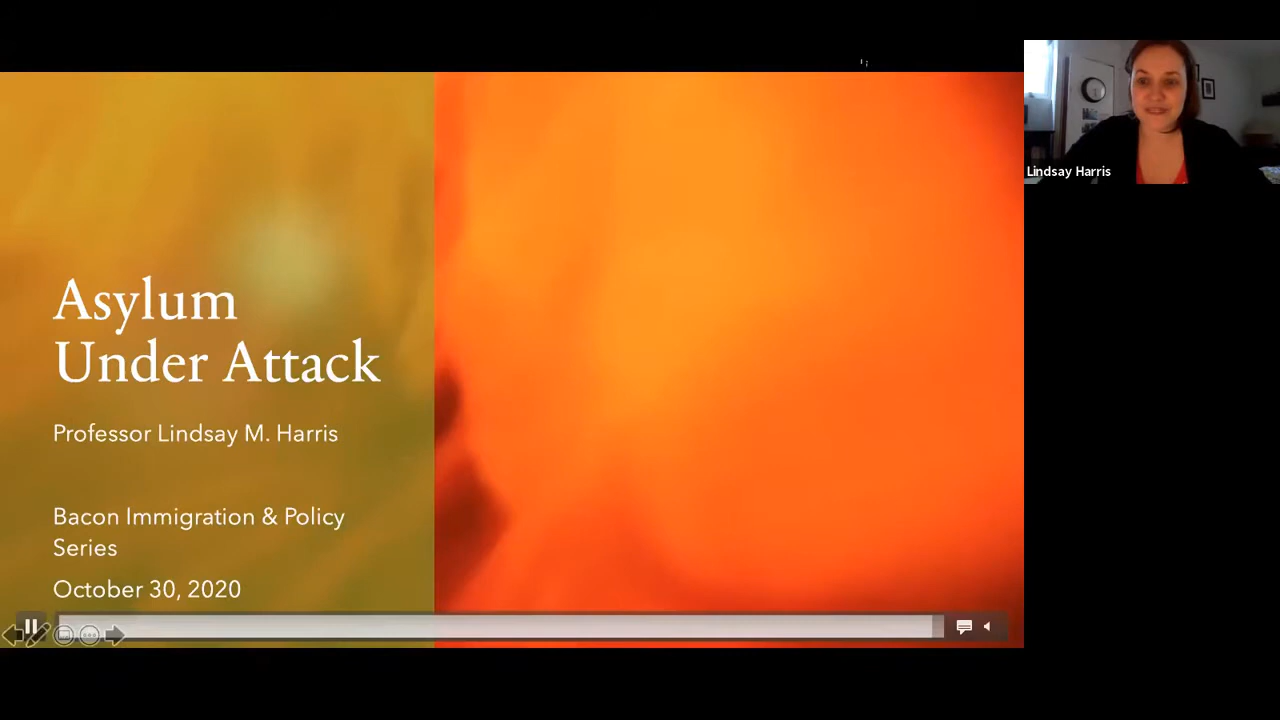 Asylum
Under Attack
Professor Lindsay M. Harris
Bacon Immigration & Policy
Series
October 30, 2020
Lindsay Harris